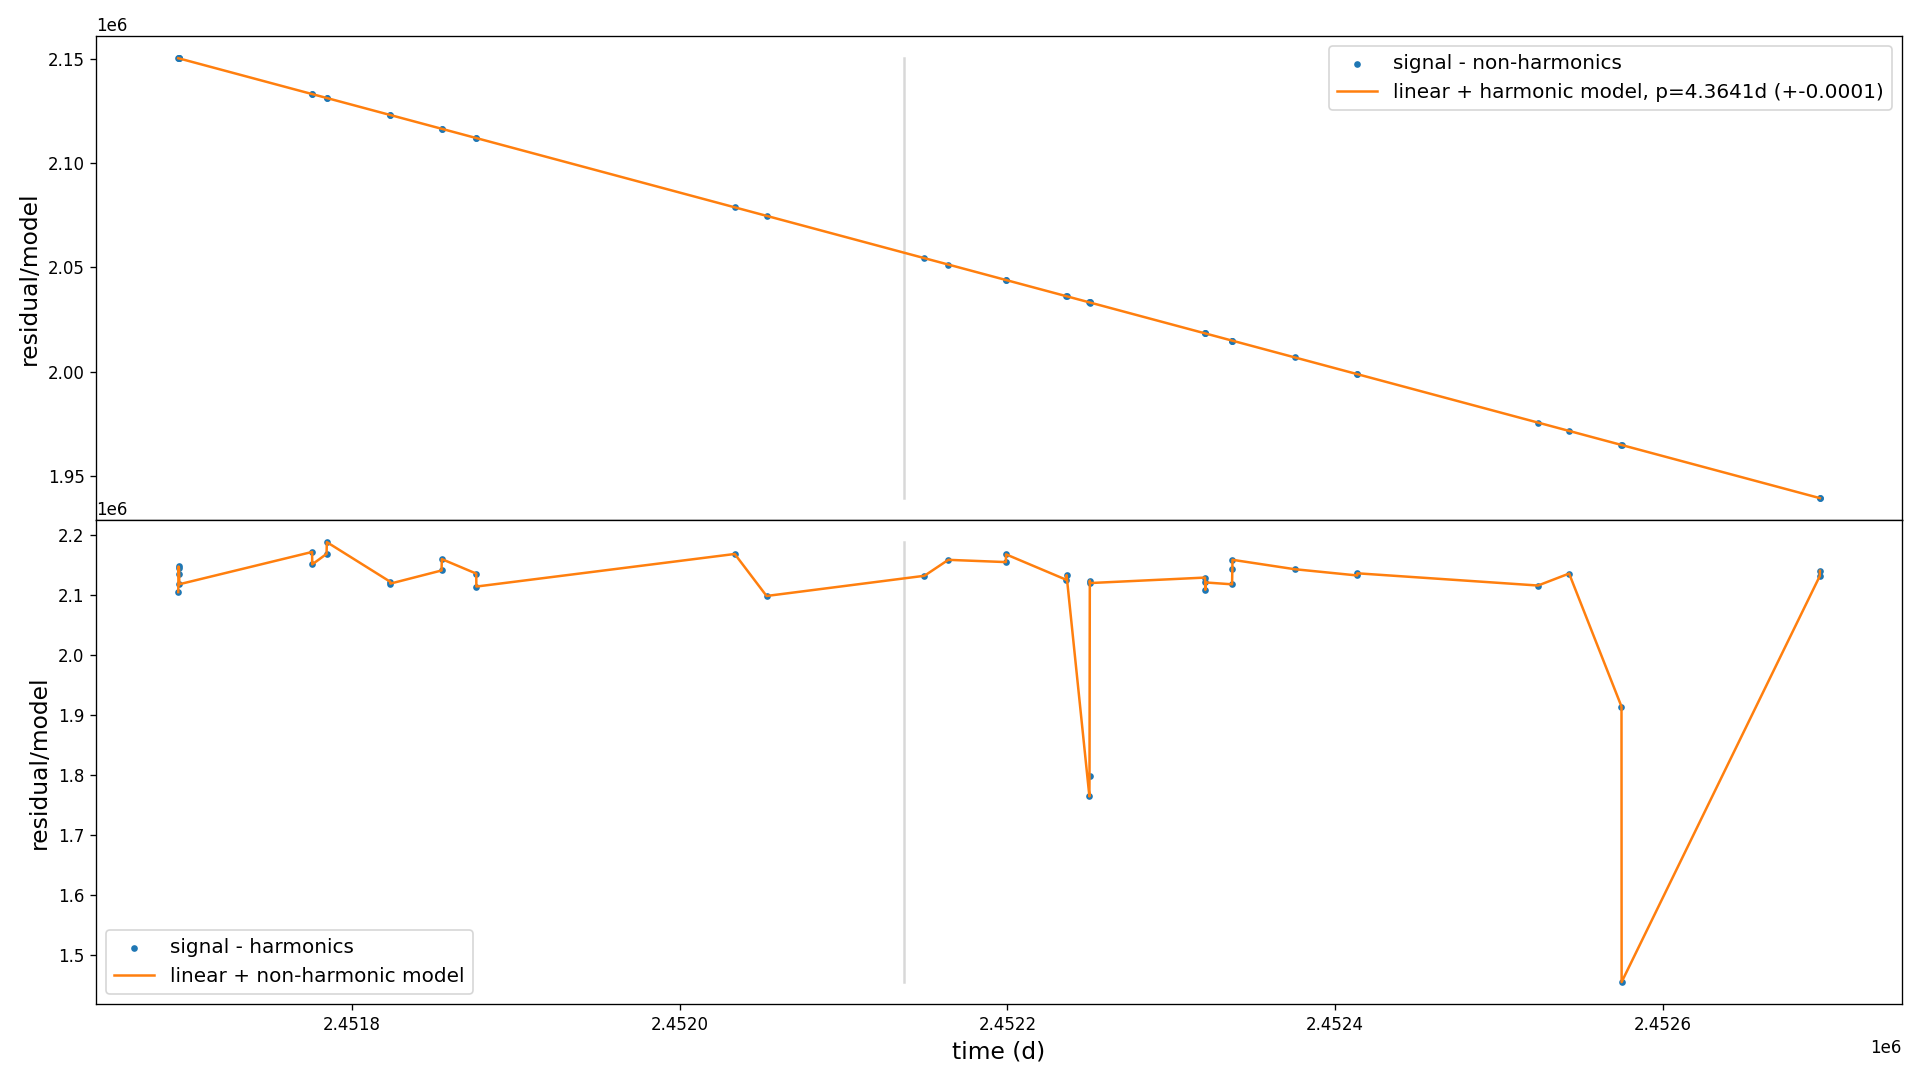 1e6
2.15
2.10
2.05
2.00
1.95
residual/model
signal - non-harmonics
linear + harmonic model, p=4.3641d (+-0.0001)
1e6
2.2
2.1
2.0
1.9
1.8
1.7
1.6
1.5
residual/model
signal - harmonics
linear + non-harmonic model
2.4518 2.4520 2.4522 2.4524 2.4526
1e6
time (d)